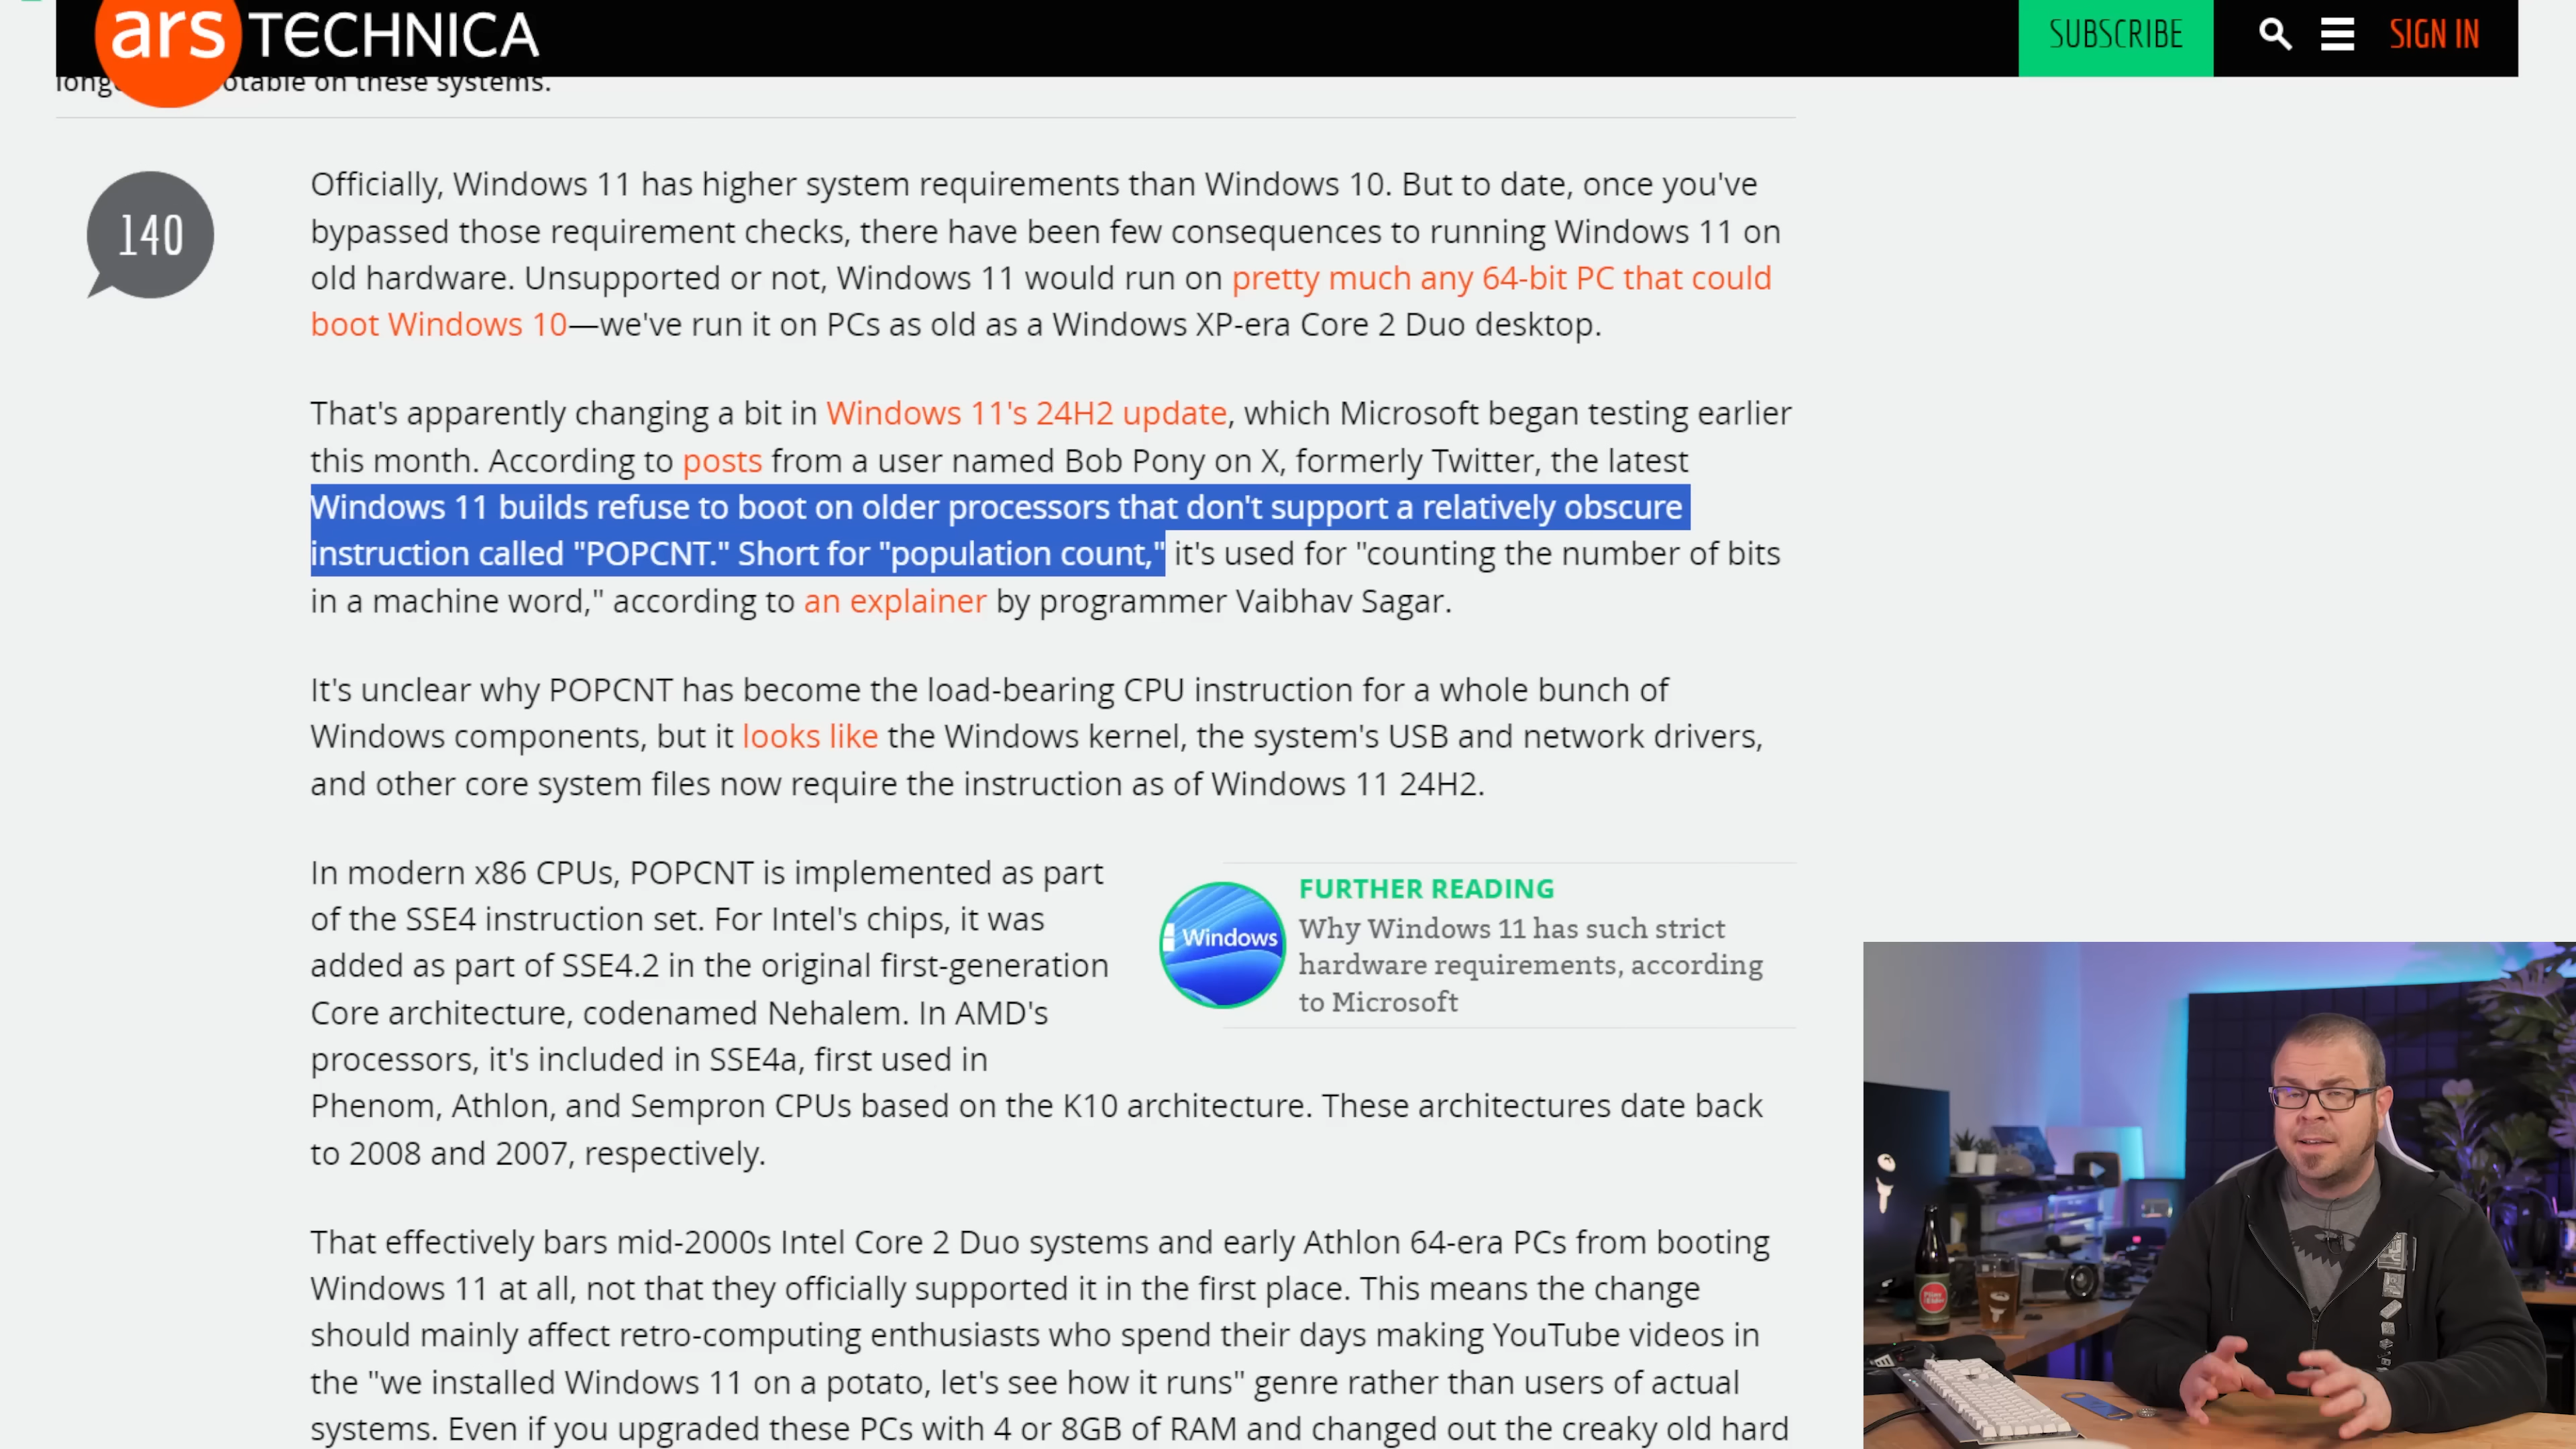 ars TECHNICA
SUBSCRIBE
SIGN IN
otable on these systems.
140
Officially, Windows 11 has higher system requirements than Windows 10. But to date, once you've
bypassed those requirement checks, there have been few consequences to running Windows 11 on
old hardware. Unsupported or not, Windows 11 would run on pretty much any 64-bit PC that could
boot Windows 10—we've run it on PCs as old as a Windows XP-era Core 2 Duo desktop.
That's apparently changing a bit in Windows 11's 24H2 update, which Microsoft began testing earlier
this month. According to posts from a user named Bob Pony on X, formerly Twitter, the latest
Windows 11 builds refuse to boot on older processors that don't support a relatively obscure
instruction called "POPCNT." Short for "population count," it's used for "counting the number of bits
in a machine word," according to an explainer by programmer Vaibhav Sagar.
It's unclear why POPCNT has become the load-bearing CPU instruction for a whole bunch of
Windows components, but it looks like the Windows kernel, the system's USB and network drivers,
and other core system files now require the instruction as of Windows 11 24H2.
In modern x86 CPUs, POPCNT is implemented as part
of the SSE4 instruction set. For Intel's chips, it was
added as part of SSE4.2 in the original first-generation
Core architecture, codenamed Nehalem. In AMD's
processors, it's included in SSE4a, first used in
Phenom, Athlon, and Sempron CPUs based on the K10 architecture. These architectures date back
to 2008 and 2007, respectively.
Windows
FURTHER READING
Why Windows 11 has such strict
hardware requirements, according
to Microsoft
That effectively bars mid-2000s Intel Core 2 Duo systems and early Athlon 64-era PCs from booting
Windows 11 at all, not that they officially supported it in the first place. This means the change
should mainly affect retro-computing enthusiasts who spend their days making YouTube videos in
the "we installed Windows 11 on a potato, let's see how it runs" genre rather than users of actual
systems. Even if you upgraded these PCs with 4 or 8GB of RAM and changed out the creaky old hard